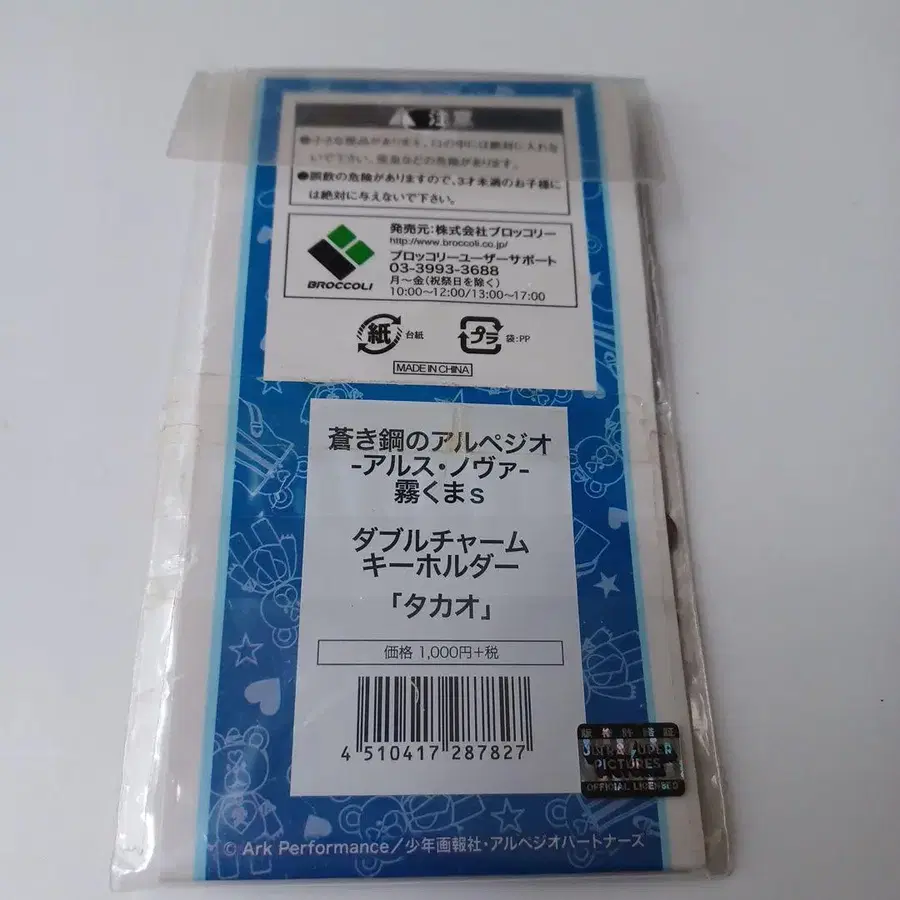 注意
●小さな部品がありますので、口の中には絶対に入れな
いで下さい。窒息などの危険があります。
●誤飲の危険がありますので、3才未満のお子様に
は絶対に与えないで下さい。
BROCCOLI
発売元:株式会社ブロッコリー
http://www.broccoli.co.jp/
ブロッコリーユーザーサポート
03-3993-3688
月〜金(祝祭日を除く)
10:00〜12:00/13:00〜17:00
紙 台紙
プラ 袋:PP
MADE IN CHINA
蒼き鋼のアルペジオ
-アルス・ノヴァ-
霧くまs
ダブルチャーム
キーホルダー
「タカオ」
価格 1,000円+税
4 510417 287827
ULTRA SUPER
PICTURES
OFFICIAL LICENSED
© Ark Performance/少年画報社・アルペジオパートナーズ